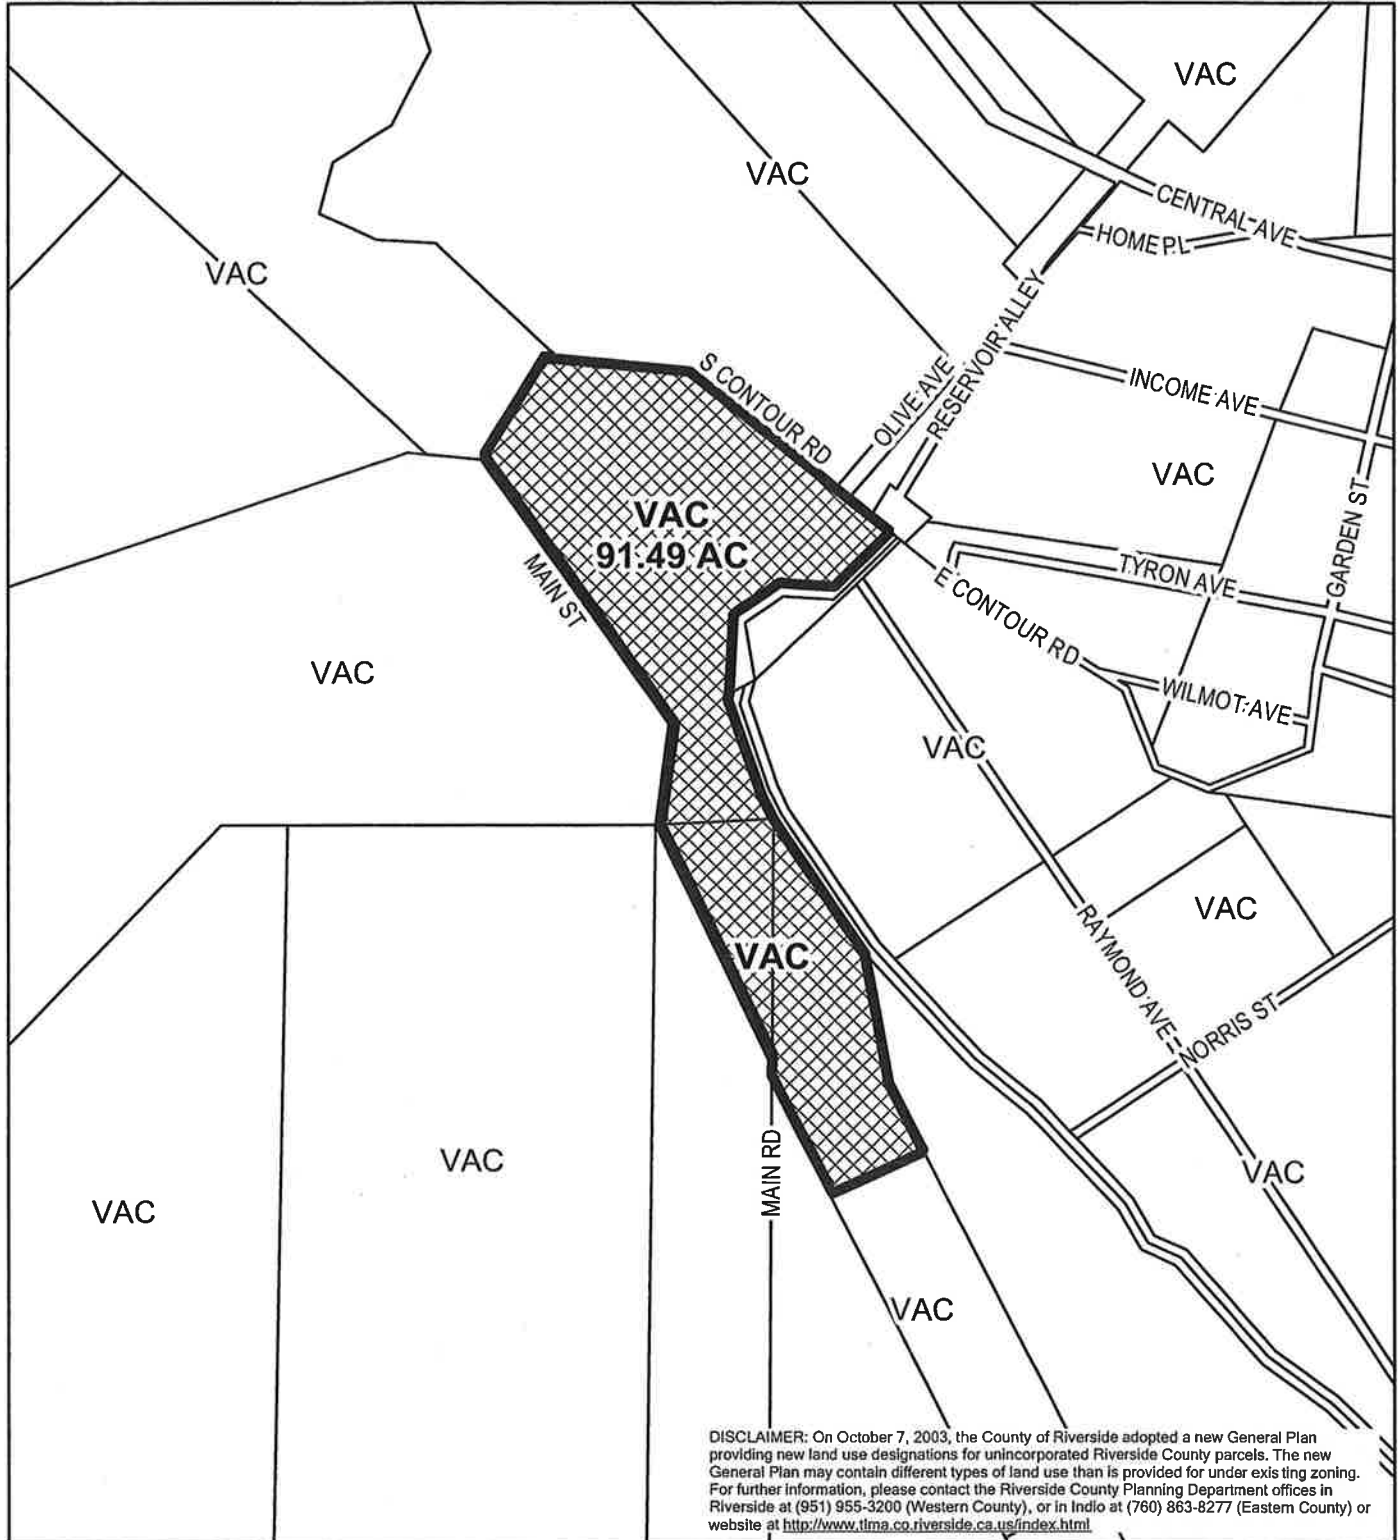 VAC
VAC
CENTRAL AVE
HOME PL
VAC
RESERVOIR ALLEY
OLIVE AVE
S CONTOUR RD
INCOME AVE
VAC
VAC
91.49 AC
GARDEN ST
MAIN ST
TYRON AVE
E CONTOUR RD
VAC
WILMOT AVE
VAC
VAC
VAC
RAYMOND AVE
NORRIS ST
VAC
VAC
MAIN RD
VAC
VAC
DISCLAIMER: On October 7, 2003, the County of Riverside adopted a new General Plan
providing new land use designations for unincorporated Riverside County parcels. The new
General Plan may contain different types of land use than is provided for under existing zoning.
For further information, please contact the Riverside County Planning Department offices in
Riverside at (951) 955-3200 (Western County), or in Indio at (760) 863-8277 (Eastern County) or
website at http://www.tlma.co.riverside.ca.us/index.html